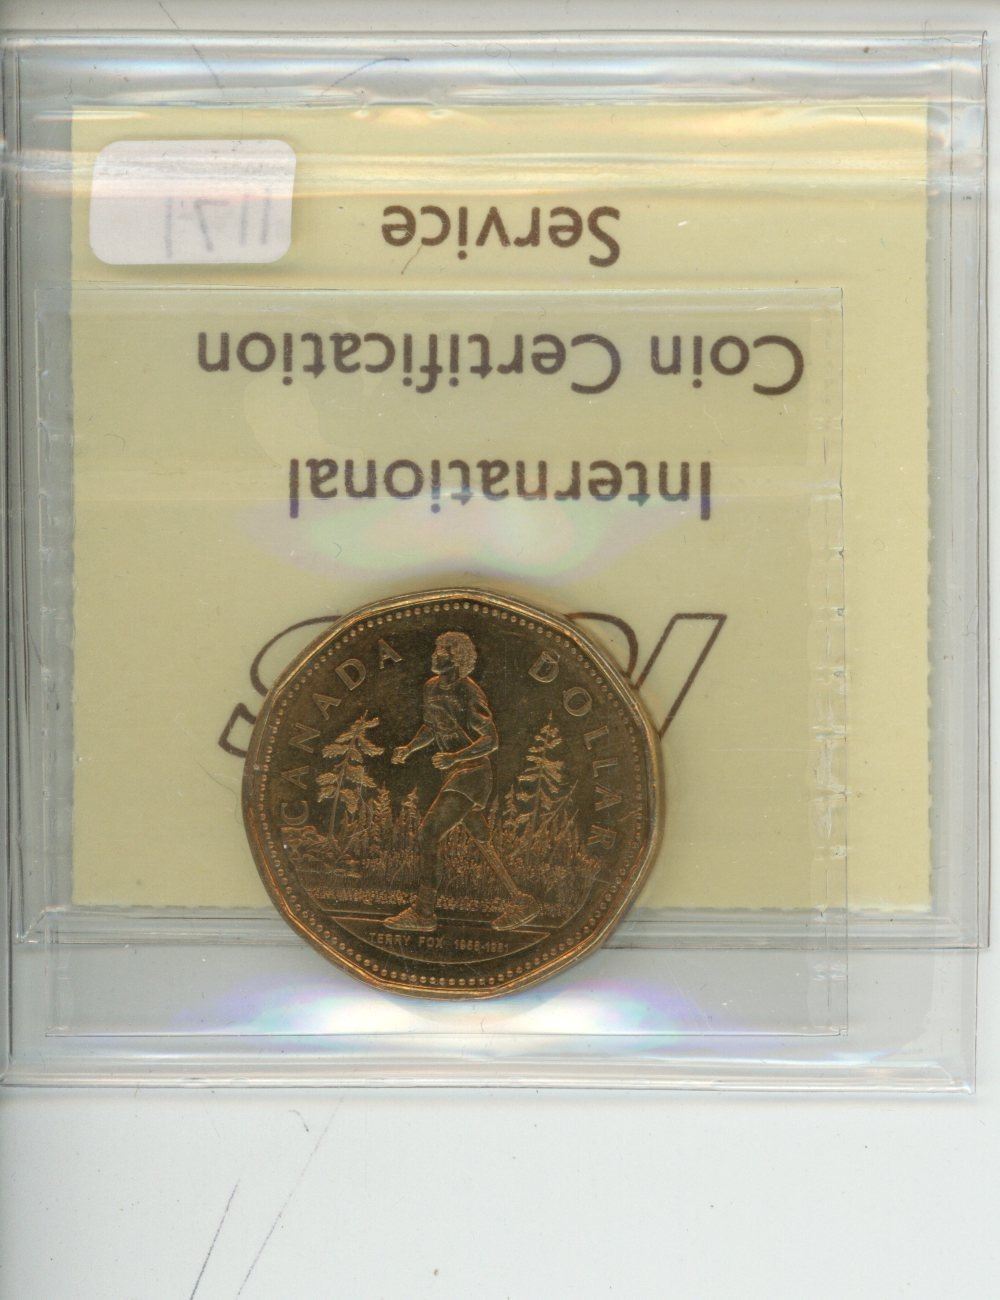 International
Coin Certification
Service
CANADA DOLLAR
TERRY FOX 1958-1981